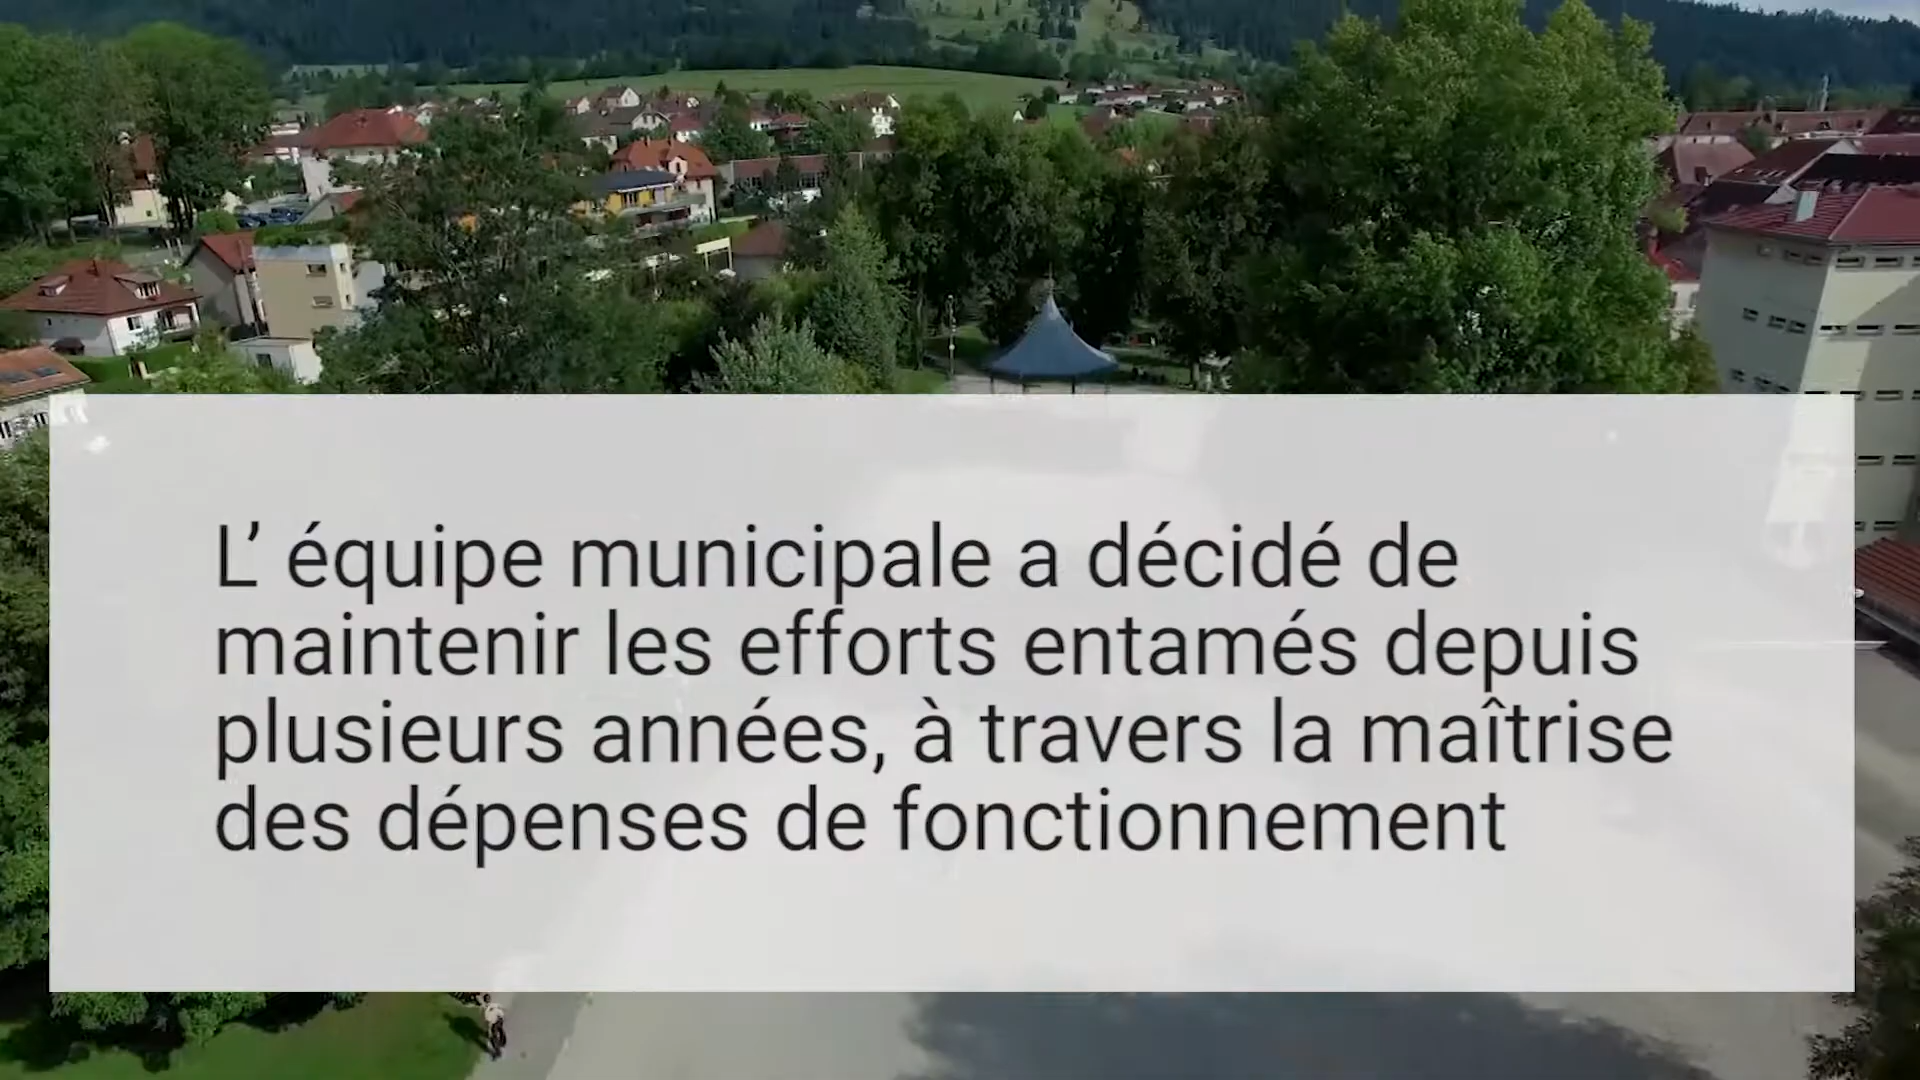 L’ équipe municipale a décidé de
maintenir les efforts entamés depuis
plusieurs années, à travers la maîtrise
des dépenses de fonctionnement